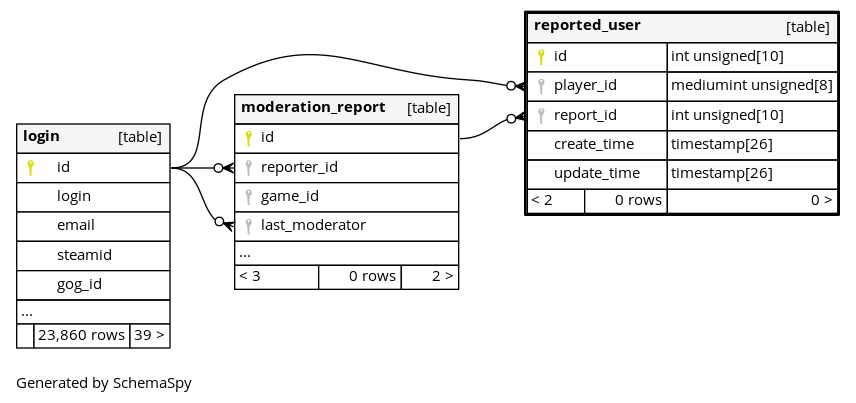 reported_user [table]
id int unsigned[10]
player_id mediumint unsigned[8]
report_id int unsigned[10]
create_time timestamp[26]
update_time timestamp[26]
< 2 0 rows 0 >
moderation_report [table]
id
reporter_id
game_id
last_moderator
...
< 3 0 rows 2 >
login [table]
id
login
email
steamid
gog_id
...
23,860 rows 39 >
Generated by SchemaSpy